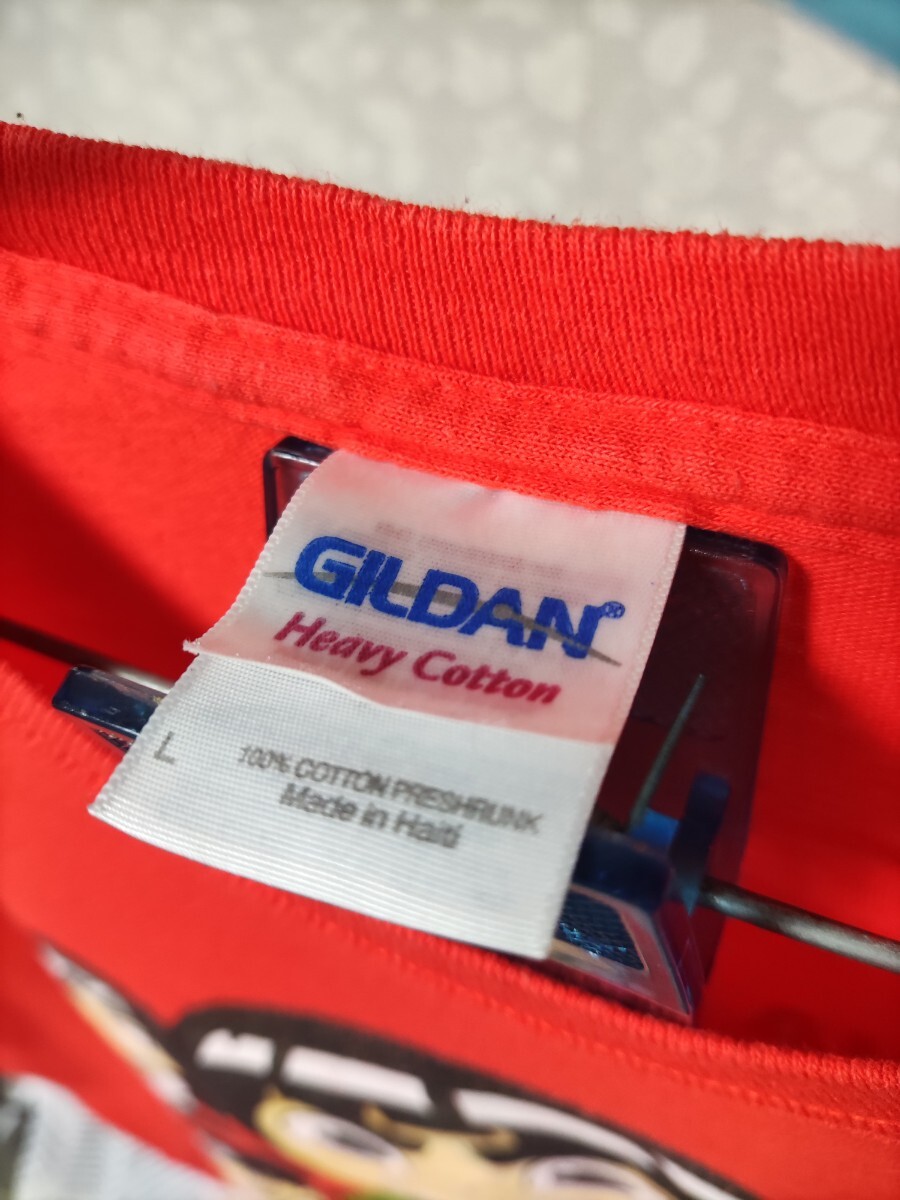 GILDAN®
Heavy Cotton
L
100% COTTON PRESHRUNK
Made in Haiti